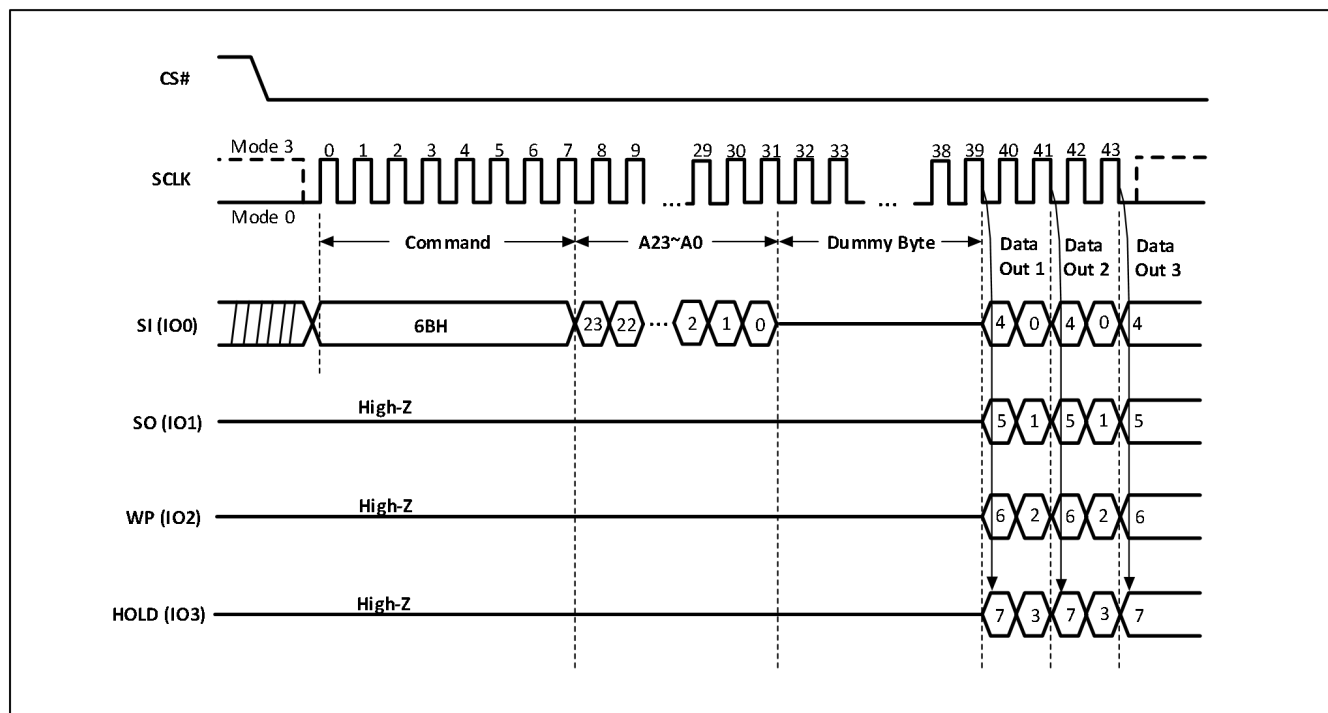 CS#
Mode 3
0 1 2 3 4 5 6 7 8 9 29 30 31 32 33 38 39 40 41 42 43
SCLK
... ...
Mode 0
Command A23~A0 Dummy Byte Data Out 1 Data Out 2 Data Out 3
SI (IO0) 6BH 23 22 ... 2 1 0 4 0 4 0 4
High-Z
SO (IO1) 5 1 5 1 5
High-Z
WP (IO2) 6 2 6 2 6
High-Z
HOLD (IO3) 7 3 7 3 7